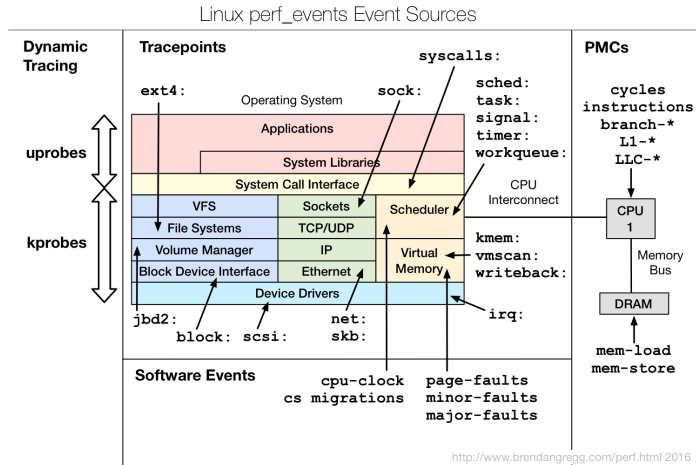 Linux perf_events Event Sources
Dynamic
Tracing
uprobes
kprobes
Tracepoints
syscalls:
ext4:
Operating System
sock:
sched:
task:
signal:
timer:
workqueue:
Applications
System Libraries
System Call Interface
VFS
Sockets
Scheduler
File Systems
TCP/UDP
Volume Manager
IP
Virtual
Memory
Block Device Interface
Ethernet
Device Drivers
CPU
Interconnect
kmem:
vmscan:
writeback:
jbd2:
block:
scsi:
net:
skb:
irq:
Software Events
cpu-clock
cs migrations
page-faults
minor-faults
major-faults
PMCs
cycles
instructions
branch-*
L1-*
LLC-*
CPU
1
Memory
Bus
DRAM
mem-load
mem-store
http://www.brendangregg.com/perf.html 2016